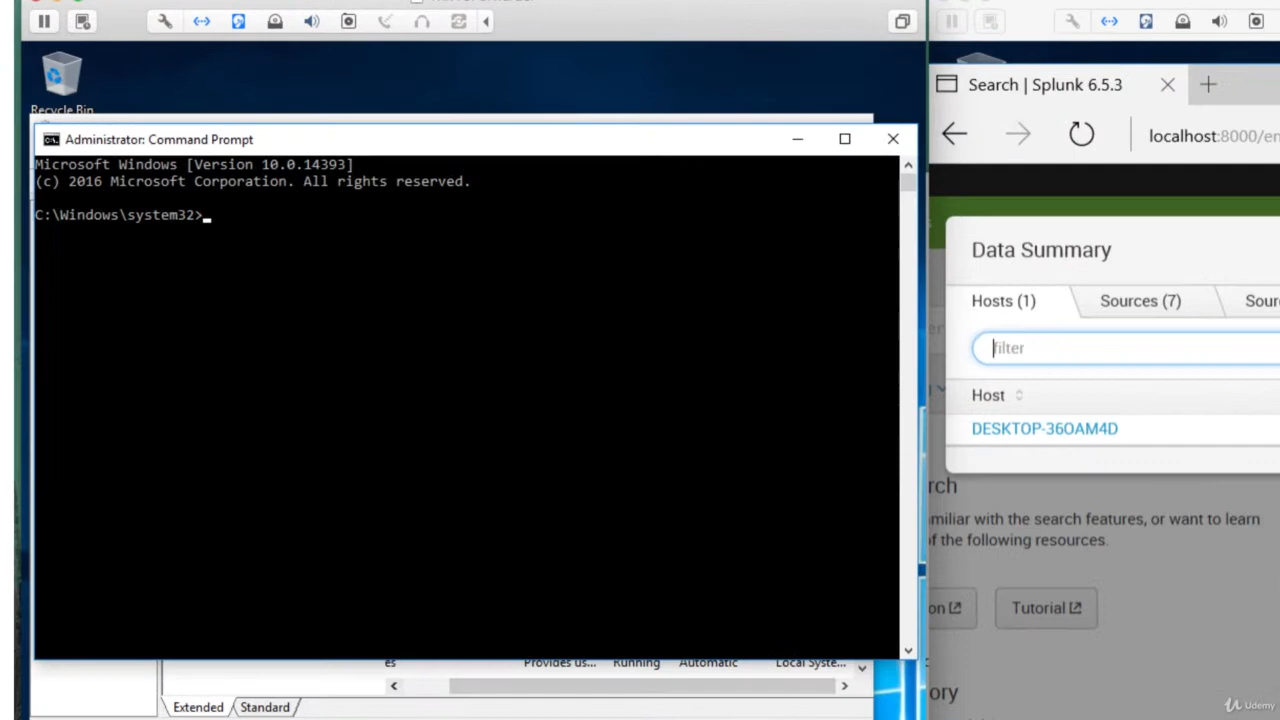 Recycle Bin
Administrator: Command Prompt
Microsoft Windows [Version 10.0.14393]
(c) 2016 Microsoft Corporation. All rights reserved.
C:\Windows\system32>
es Provides us... Running Automatic Local Syste...
Extended Standard
Search | Splunk 6.5.3
localhost:8000/en
Data Summary
Hosts (1) Sources (7) Sour
filter
Host
DESKTOP-36OAM4D
rch
miliar with the search features, or want to learn
of the following resources.
on Tutorial
ory
Udemy